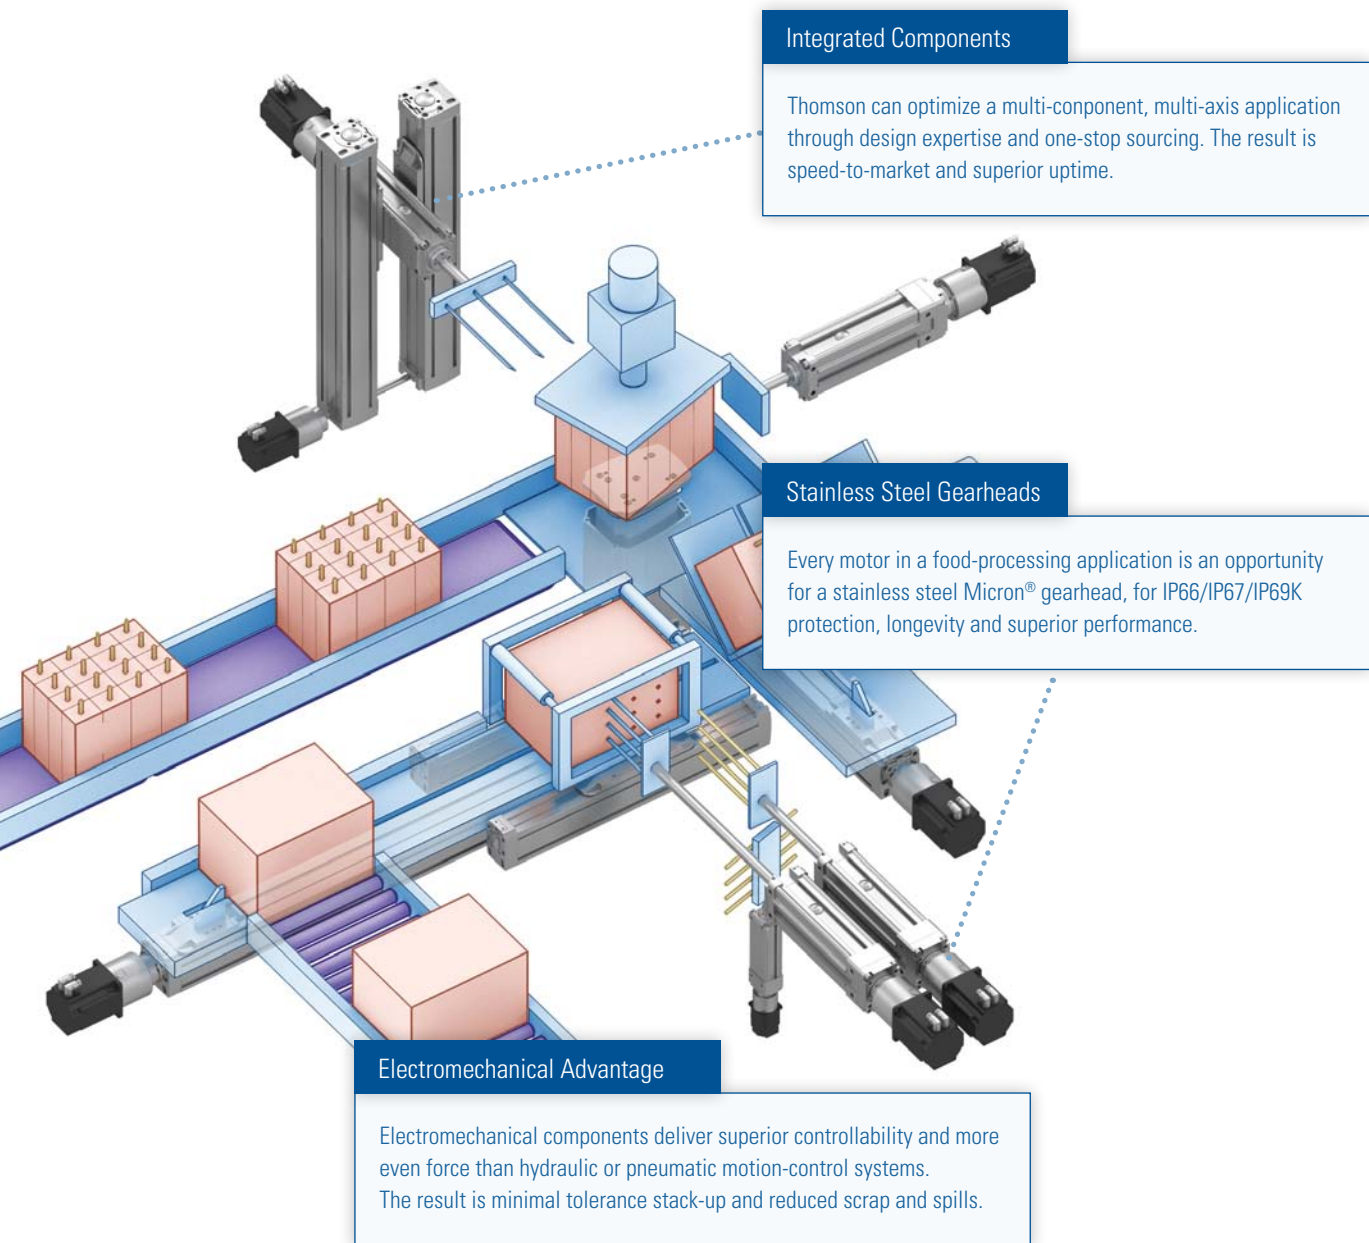 Integrated Components
Thomson can optimize a multi-conponent, multi-axis application
through design expertise and one-stop sourcing. The result is
speed-to-market and superior uptime.
Stainless Steel Gearheads
Every motor in a food-processing application is an opportunity
for a stainless steel Micron® gearhead, for IP66/IP67/IP69K
protection, longevity and superior performance.
Electromechanical Advantage
Electromechanical components deliver superior controllability and more
even force than hydraulic or pneumatic motion-control systems.
The result is minimal tolerance stack-up and reduced scrap and spills.